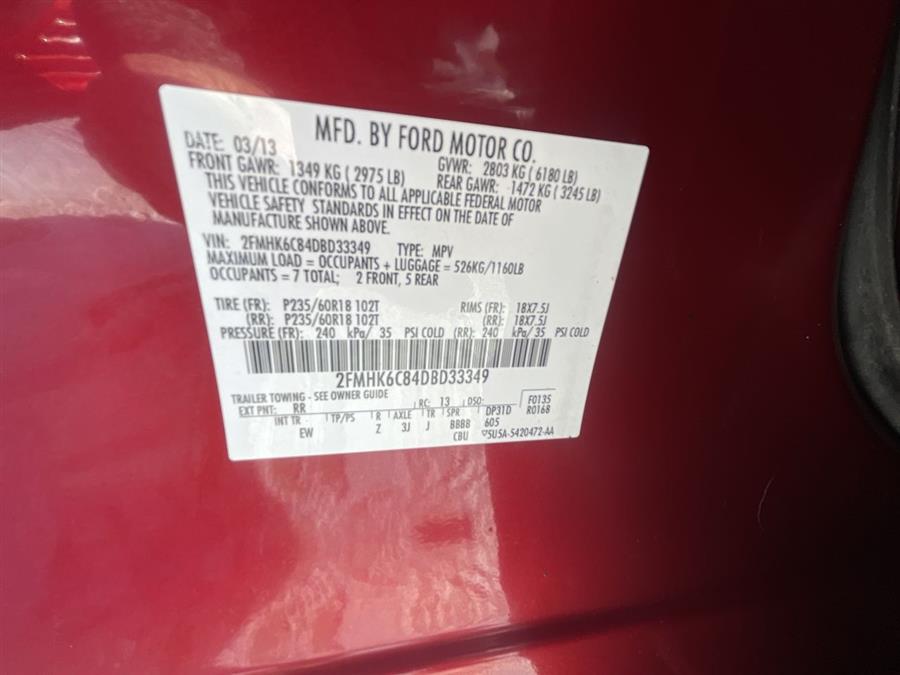 MFD. BY FORD MOTOR CO.
DATE: 03/13 GVWR: 2803 KG ( 6180 LB)
FRONT GAWR: 1349 KG ( 2975 LB) REAR GAWR: 1472 KG ( 3245 LB)
THIS VEHICLE CONFORMS TO ALL APPLICABLE FEDERAL MOTOR
VEHICLE SAFETY STANDARDS IN EFFECT ON THE DATE OF
MANUFACTURE SHOWN ABOVE.
VIN: 2FMHK6C84DBD33349 TYPE: MPV
MAXIMUM LOAD = OCCUPANTS + LUGGAGE = 526KG/1160LB
OCCUPANTS = 7 TOTAL; 2 FRONT, 5 REAR
TIRE (FR): P235/60R18 102T RIMS (FR): 18X7.5J
(RR): P235/60R18 102T (RR): 18X7.5J
PRESSURE (FR): 240 kPa/ 35 PSI COLD (RR): 240 kPa/ 35 PSI COLD
2FMHK6C84DBD33349
TRAILER TOWING - SEE OWNER GUIDE RC: 13 DSO: F0135
EXT PNT: RR DP31D R0168
INT TR TP/PS R AXLE TR SPR 605
EW Z 3J J BBBB
CBU 5U5A-5420472-AA